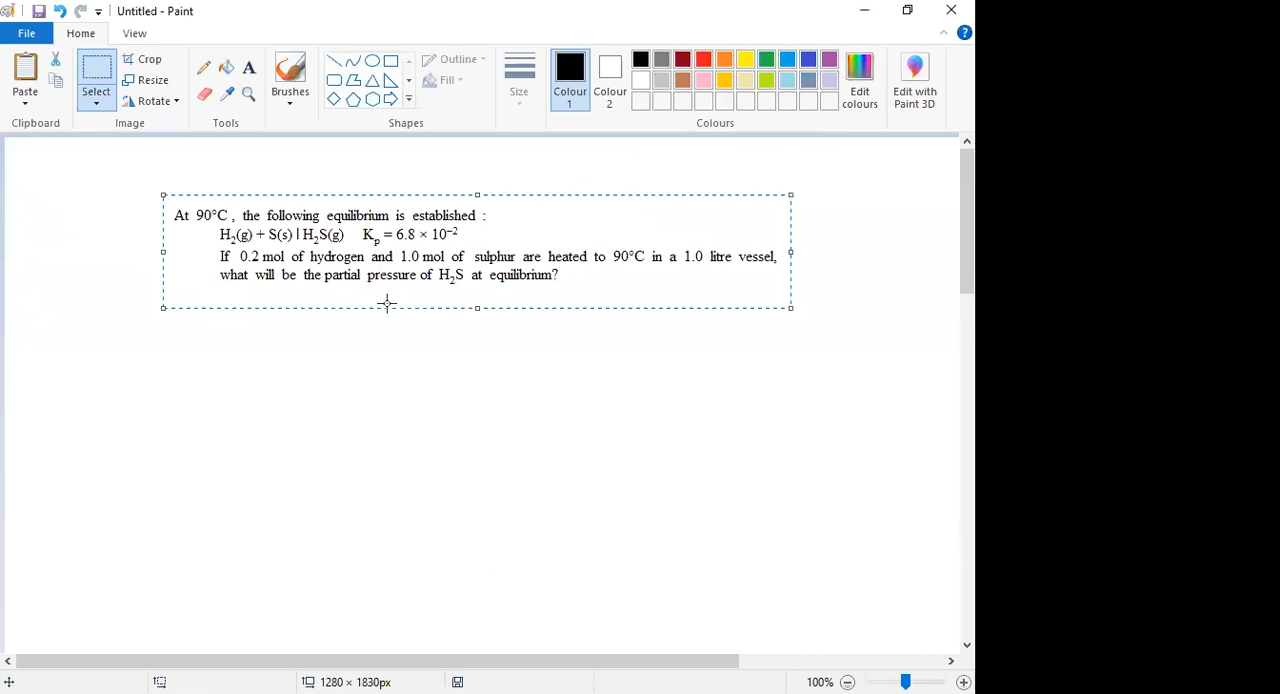 Untitled - Paint
File
Home
View
?
Paste
Select
Crop
Resize
Rotate
A
Brushes
Outline
Fill
Size
Colour 1
Colour 2
Edit colours
Edit with Paint 3D
Clipboard
Image
Tools
Shapes
Colours
At 90°C , the following equilibrium is established :
H₂(g) + S(s) | H₂S(g) Kₚ = 6.8 × 10⁻²
If 0.2 mol of hydrogen and 1.0 mol of sulphur are heated to 90°C in a 1.0 litre vessel,
what will be the partial pressure of H₂S at equilibrium?
1280 × 1830px
100%